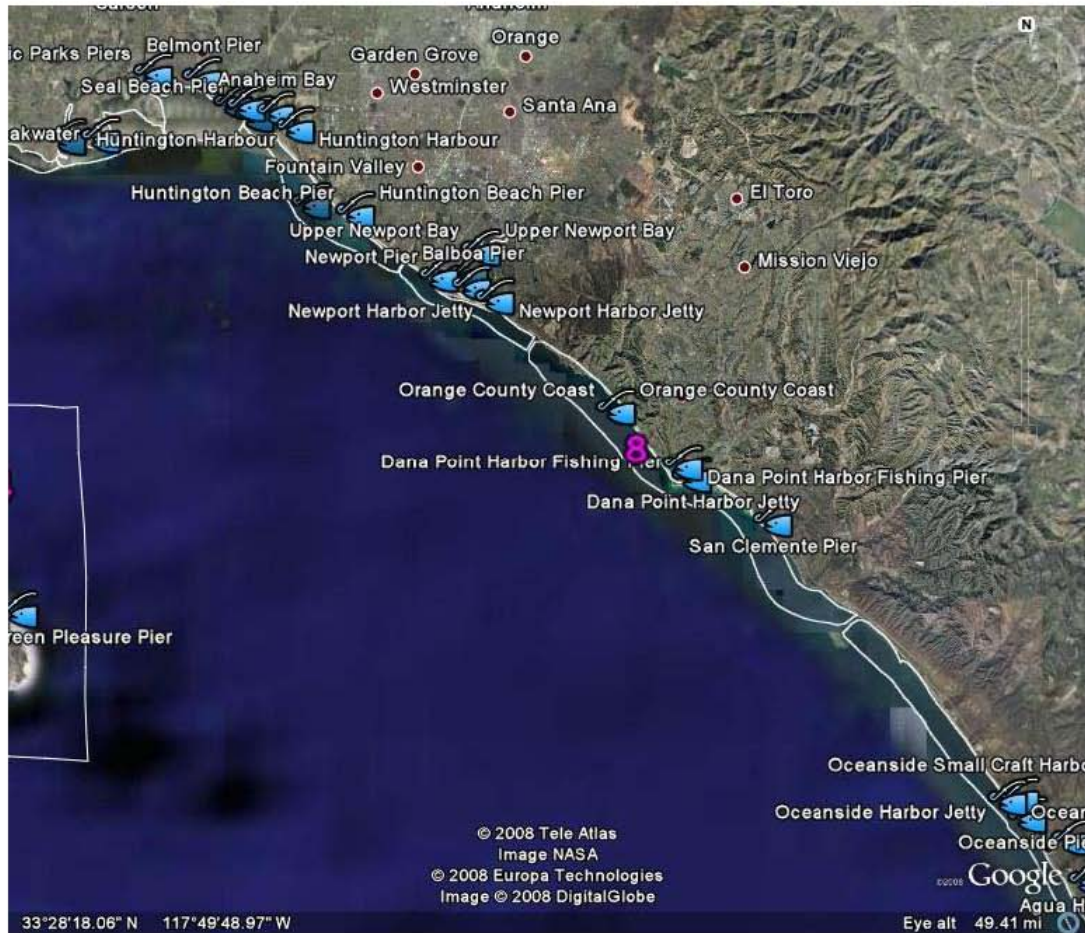 Orange
ic Parks Piers
Belmont Pier
Garden Grove
Seal Beach Pier
Anaheim Bay
Westminster
Santa Ana
eakwater
Huntington Harbour
Huntington Harbour
Fountain Valley
Huntington Beach Pier
Huntington Beach Pier
El Toro
Upper Newport Bay
Upper Newport Bay
Newport Pier
Balboa Pier
Mission Viejo
Newport Harbor Jetty
Newport Harbor Jetty
Orange County Coast
Orange County Coast
8
Dana Point Harbor Fishing Pier
Dana Point Harbor Fishing Pier
Dana Point Harbor Jetty
San Clemente Pier
reen Pleasure Pier
Oceanside Small Craft Harbo
Oceanside Harbor Jetty
Ocean
Oceanside Pie
© 2008 Tele Atlas
Image NASA
© 2008 Europa Technologies
Image © 2008 DigitalGlobe
©2008 Google
Agua H
33°28'18.06" N 117°49'48.97" W
Eye alt 49.41 mi
N